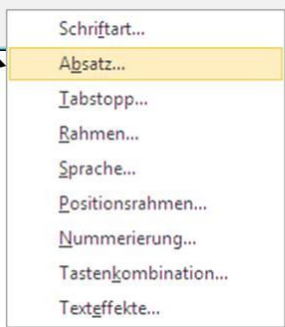 Schriftart...
Absatz...
Tabstopp...
Rahmen...
Sprache...
Positionsrahmen...
Nummerierung...
Tastenkombination...
Texteffekte...